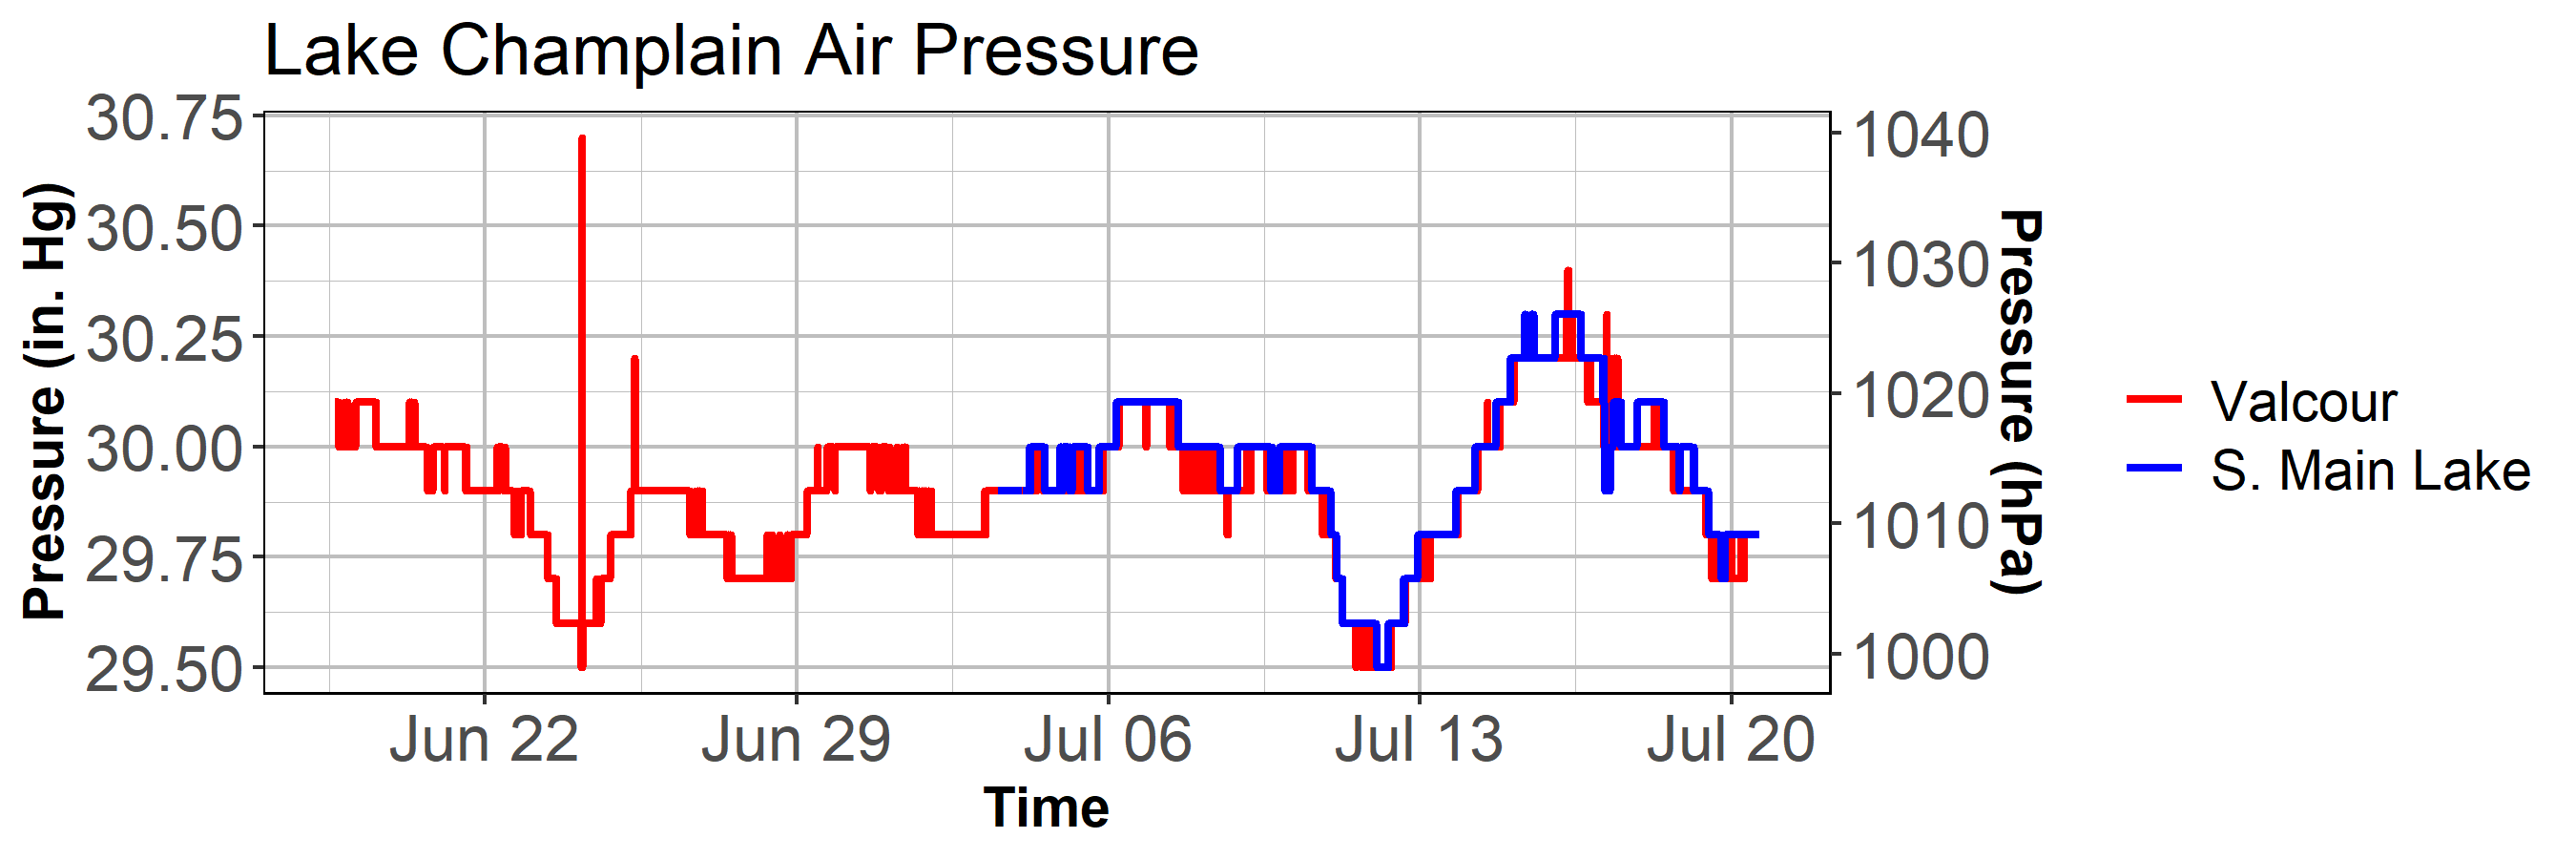 Lake Champlain Air Pressure
Pressure (in. Hg)
30.75
30.50
30.25
30.00
29.75
29.50
1040
1030
1020
1010
1000
Pressure (hPa)
Jun 22
Jun 29
Jul 06
Jul 13
Jul 20
Time
Valcour
S. Main Lake